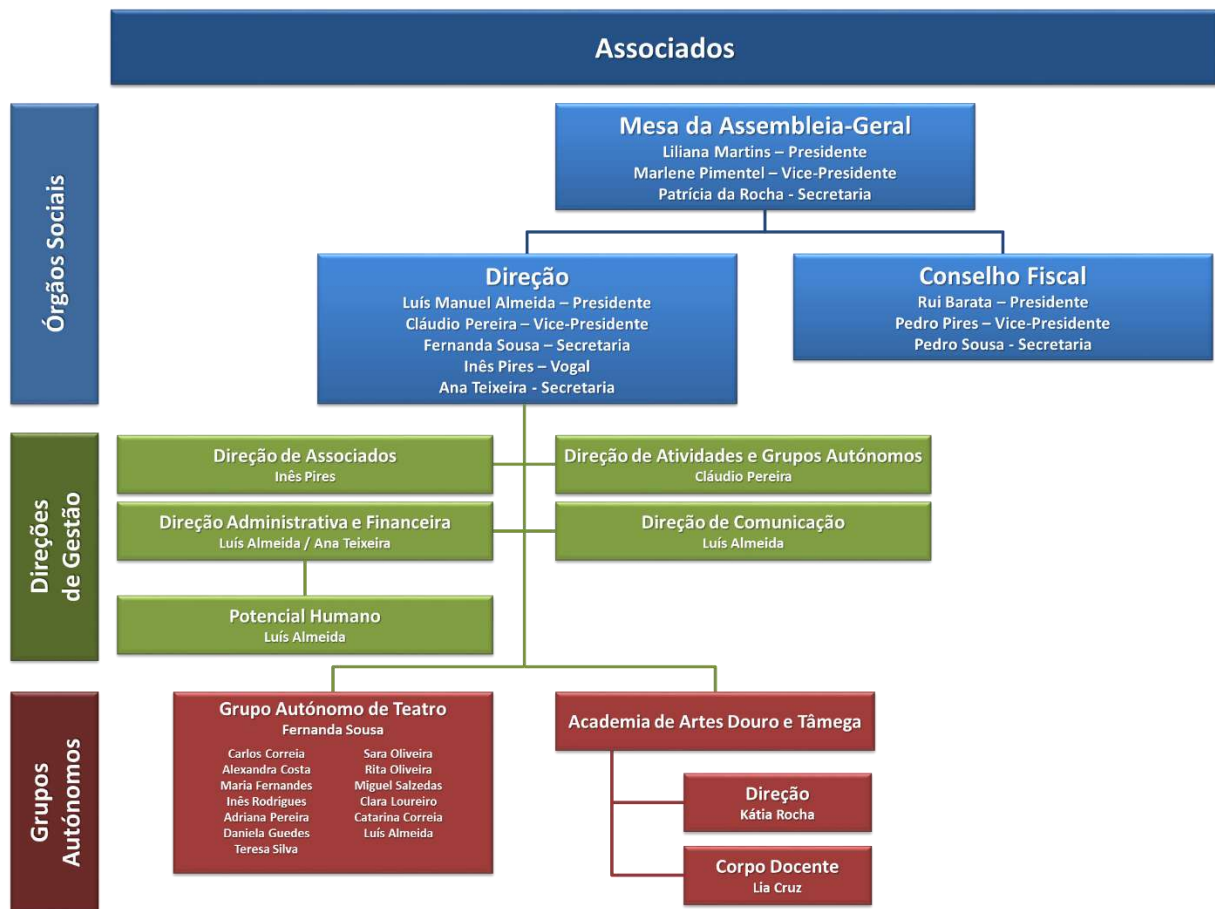 Associados
Órgãos Sociais
Mesa da Assembleia-Geral
Liliana Martins – Presidente
Marlene Pimentel – Vice-Presidente
Patrícia da Rocha - Secretaria
Direção
Luís Manuel Almeida – Presidente
Cláudio Pereira – Vice-Presidente
Fernanda Sousa – Secretaria
Inês Pires – Vogal
Ana Teixeira - Secretaria
Conselho Fiscal
Rui Barata – Presidente
Pedro Pires – Vice-Presidente
Pedro Sousa - Secretaria
Direções
de Gestão
Direção de Associados
Inês Pires
Direção de Atividades e Grupos Autónomos
Cláudio Pereira
Direção Administrativa e Financeira
Luís Almeida / Ana Teixeira
Direção de Comunicação
Luís Almeida
Potencial Humano
Luís Almeida
Grupos
Autónomos
Grupo Autónomo de Teatro
Fernanda Sousa
Carlos Correia
Alexandra Costa
Maria Fernandes
Inês Rodrigues
Adriana Pereira
Daniela Guedes
Teresa Silva
Sara Oliveira
Rita Oliveira
Miguel Salzedas
Clara Loureiro
Catarina Correia
Luís Almeida
Academia de Artes Douro e Tâmega
Direção
Kátia Rocha
Corpo Docente
Lia Cruz